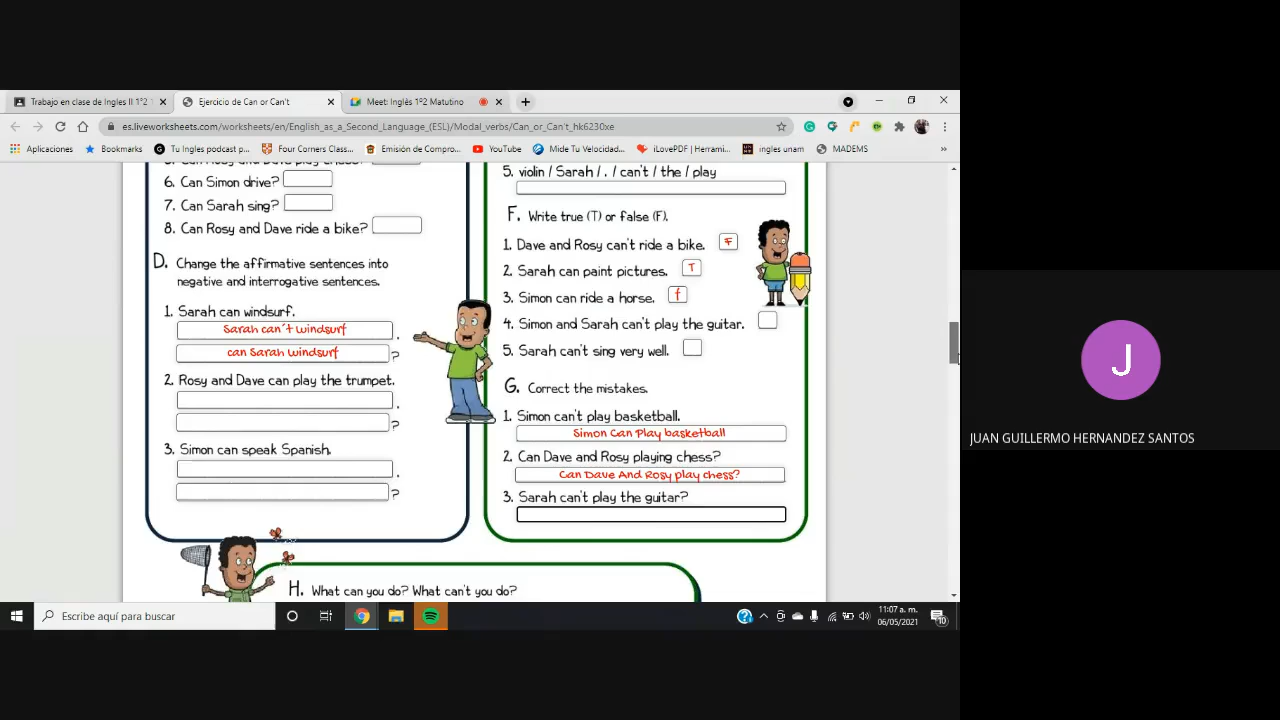 Trabajo en clase de Ingles II 1°2
Ejercicio de Can or Can't
Meet: Inglés 1º2 Matutino
es.liveworksheets.com/worksheets/en/English_as_a_Second_Language_(ESL)/Modal_verbs/Can_or_Can't_hk6230xe
Aplicaciones
Bookmarks
Tu Ingles podcast p...
Four Corners Class...
Emisión de Compro...
YouTube
Mide Tu Velocidad...
iLovePDF | Herrami...
ingles unam
MADEMS
»
6. Can Simon drive?
7. Can Sarah sing?
8. Can Rosy and Dave ride a bike?
D. Change the affirmative sentences into
negative and interrogative sentences.
1. Sarah can windsurf.
Sarah can´t windsurf .
can Sarah windsurf ?
2. Rosy and Dave can play the trumpet.
.
?
3. Simon can speak Spanish.
.
?
5. violin / Sarah / . / can't / the / play
F. Write true (T) or false (F).
1. Dave and Rosy can't ride a bike. F
2. Sarah can paint pictures. T
3. Simon can ride a horse. f
4. Simon and Sarah can't play the guitar.
5. Sarah can't sing very well.
G. Correct the mistakes.
1. Simon can't play basketball.
Simon Can Play basketball
2. Can Dave and Rosy playing chess?
Can Dave And Rosy play chess?
3. Sarah can't play the guitar?
H. What can you do? What can't you do?
J
JUAN GUILLERMO HERNANDEZ SANTOS
Escribe aquí para buscar
11:07 a. m.
06/05/2021
10